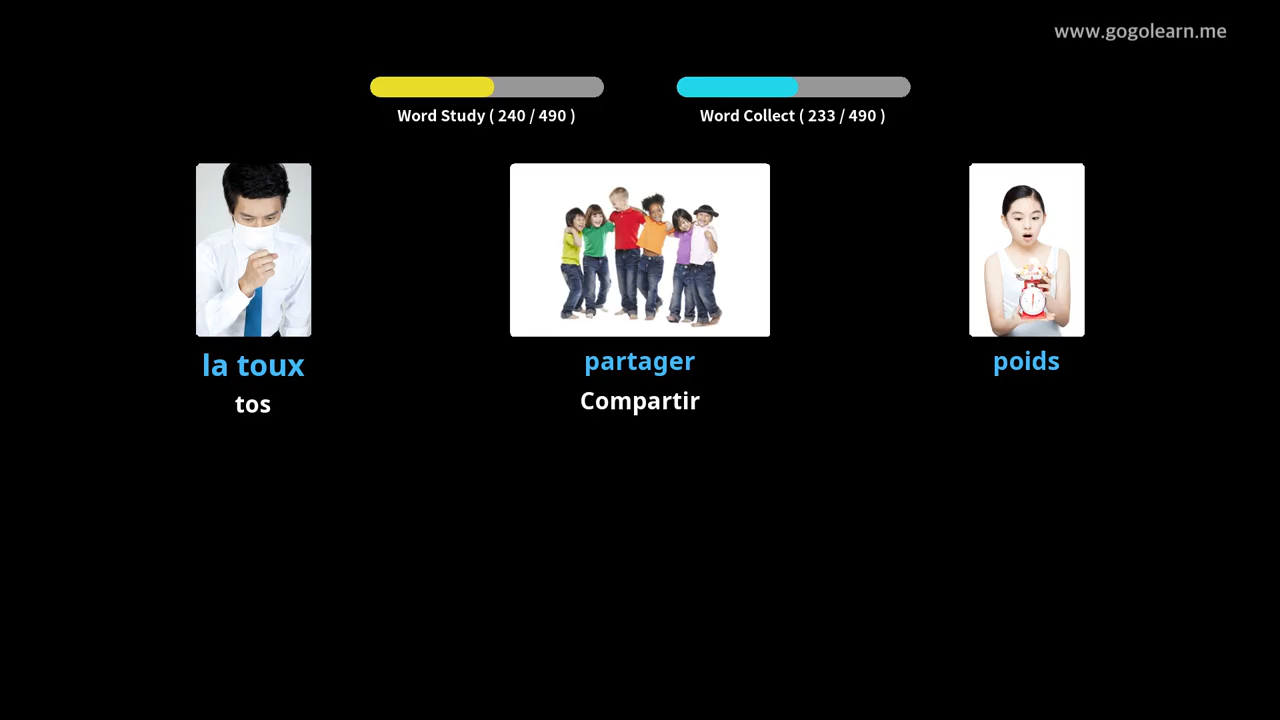 www.gogolearn.me
Word Study ( 240 / 490 )
Word Collect ( 233 / 490 )
la toux
tos
partager
Compartir
poids